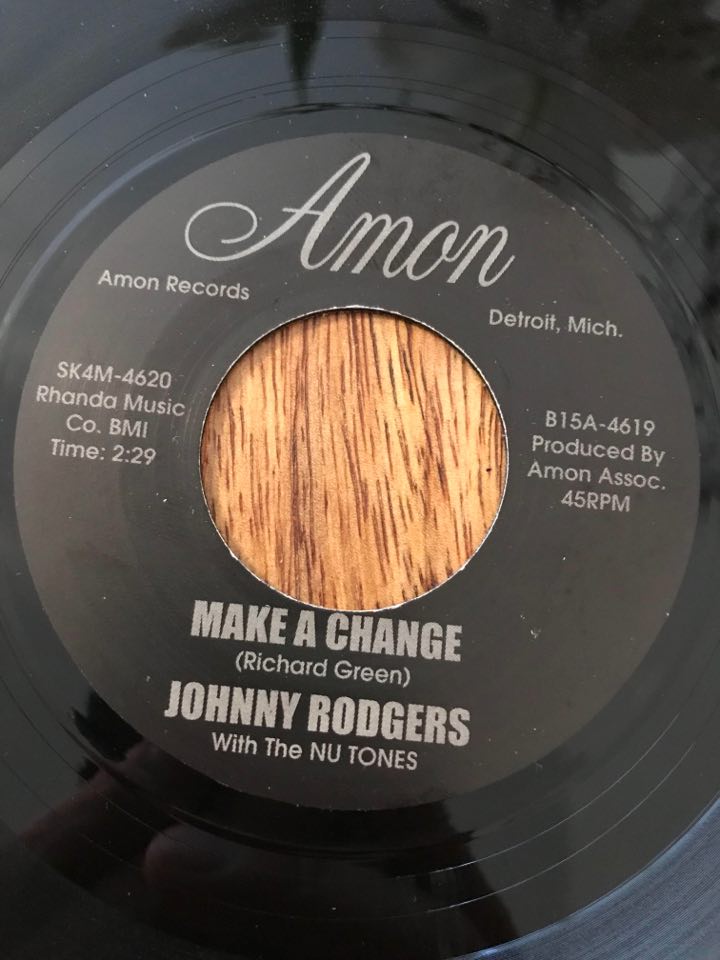 Amon
Amon Records
Detroit, Mich.
SK4M-4620
Rhanda Music
Co. BMI
Time: 2:29
B15A-4619
Produced By
Amon Assoc.
45RPM
MAKE A CHANGE
(Richard Green)
JOHNNY RODGERS
With The NU TONES